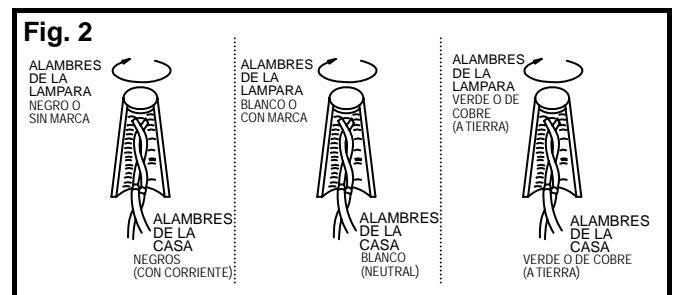 Fig. 2
ALAMBRES
DE LA
LAMPARA
NEGRO O
SIN MARCA
ALAMBRES
DE LA
CASA
NEGROS
(CON CORRIENTE)
ALAMBRES
DE LA
LAMPARA
BLANCO O
CON MARCA
ALAMBRES
DE LA
CASA
BLANCO
(NEUTRAL)
ALAMBRES
DE LA
LAMPARA
VERDE O DE
COBRE
(A TIERRA)
ALAMBRES
DE LA
CASA
VERDE O DE COBRE
(A TIERRA)